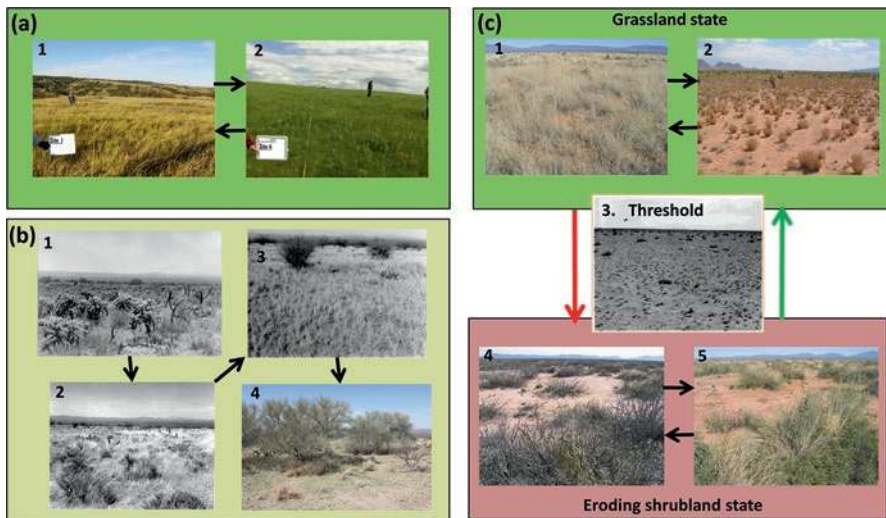 (a)
1
2
(b)
1
2
3
4
(c)
Grassland state
1
2
3. Threshold
4
5
Eroding shrubland state